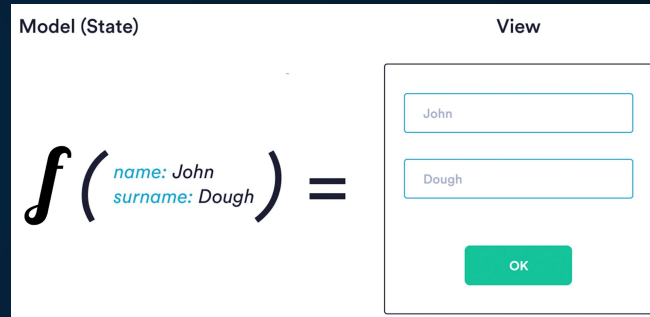 Model (State)
View
f ( name: John
surname: Dough ) =
John
Dough
OK